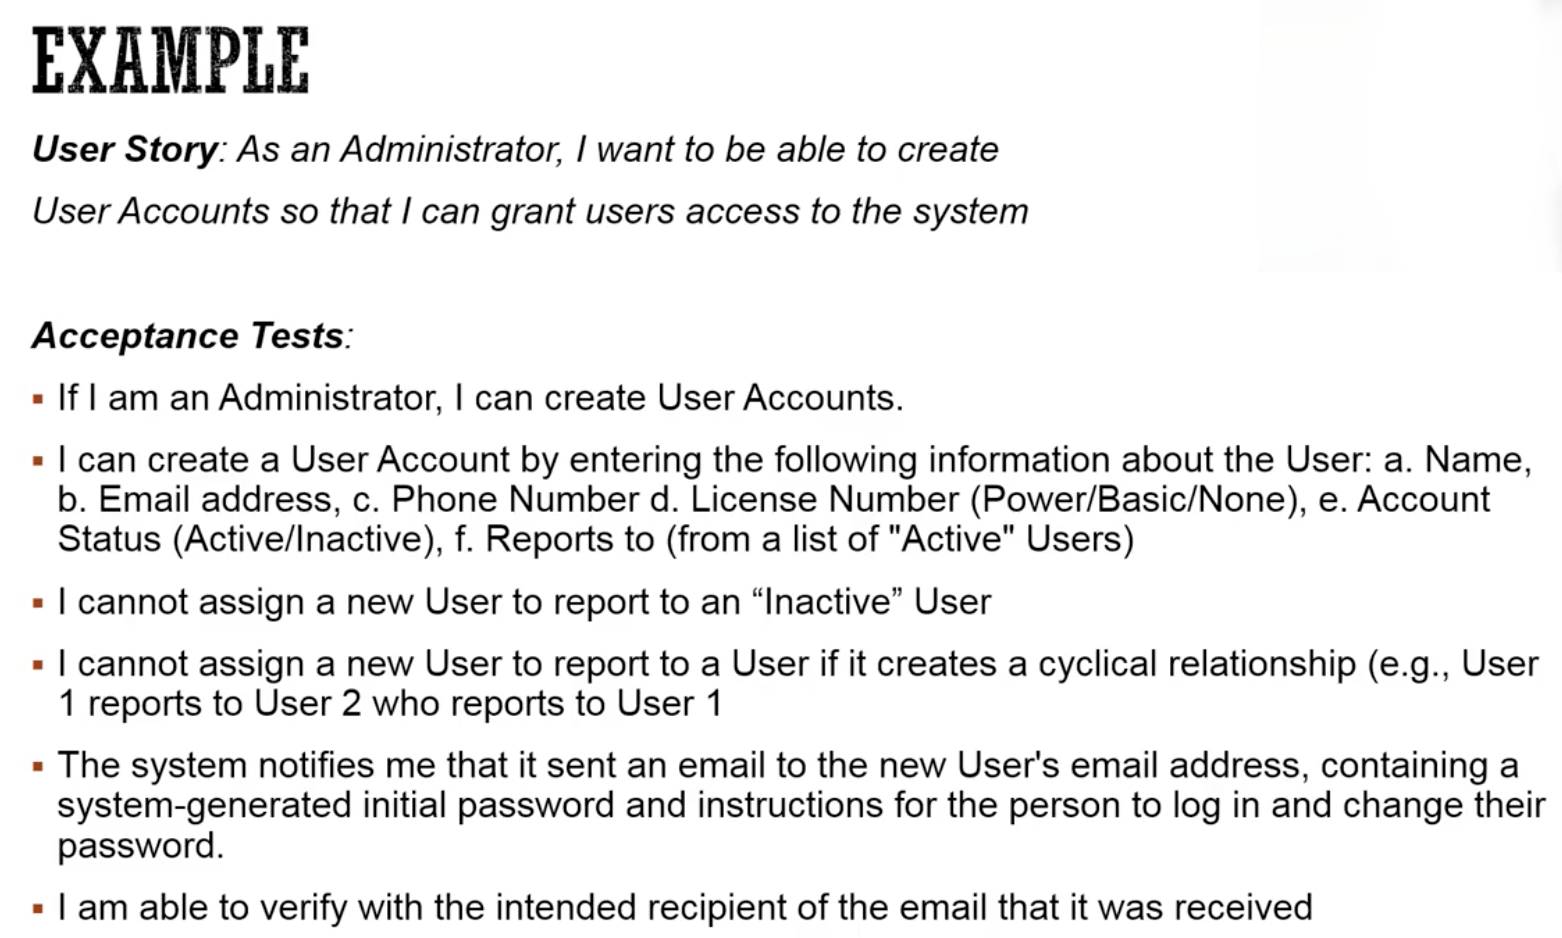 EXAMPLE
User Story: As an Administrator, I want to be able to create
User Accounts so that I can grant users access to the system
Acceptance Tests:
▪ If I am an Administrator, I can create User Accounts.
▪ I can create a User Account by entering the following information about the User: a. Name,
b. Email address, c. Phone Number d. License Number (Power/Basic/None), e. Account
Status (Active/Inactive), f. Reports to (from a list of "Active" Users)
▪ I cannot assign a new User to report to an “Inactive” User
▪ I cannot assign a new User to report to a User if it creates a cyclical relationship (e.g., User
1 reports to User 2 who reports to User 1
▪ The system notifies me that it sent an email to the new User's email address, containing a
system-generated initial password and instructions for the person to log in and change their
password.
▪ I am able to verify with the intended recipient of the email that it was received